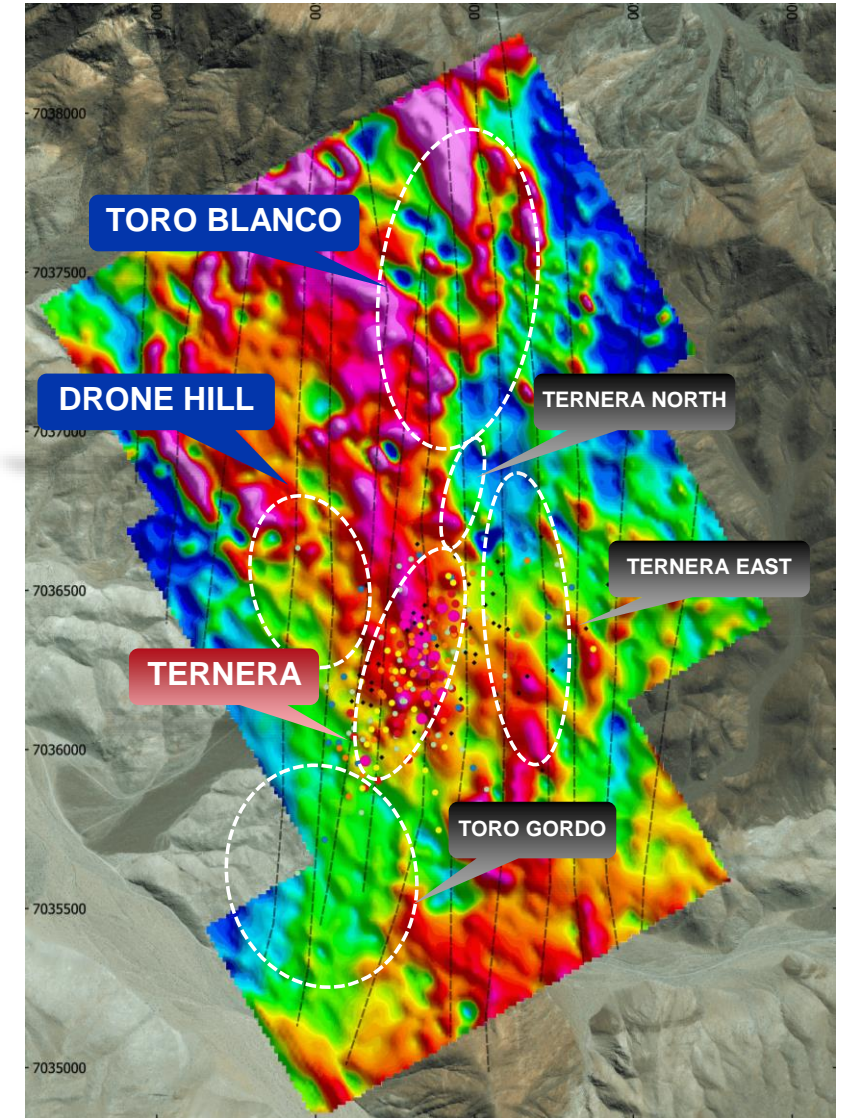 7038000
TORO BLANCO
7037500
DRONE HILL
TERNERA NORTH
7037000
TERNERA EAST
7036500
TERNERA
7036000
TORO GORDO
7035500
7035000